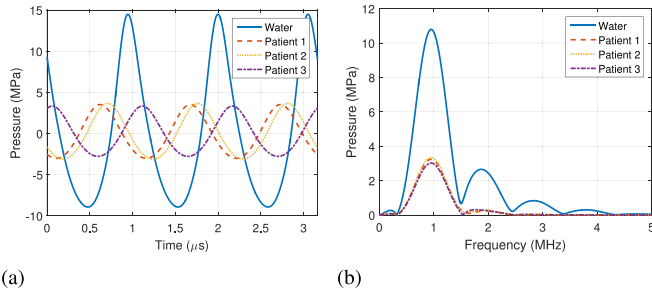 Water
Patient 1
Patient 2
Patient 3
15
10
5
0
-5
-10
Pressure (MPa)
0 0.5 1 1.5 2 2.5 3
Time (μs)
(a)
Water
Patient 1
Patient 2
Patient 3
12
10
8
6
4
2
0
Pressure (MPa)
0 1 2 3 4 5
Frequency (MHz)
(b)